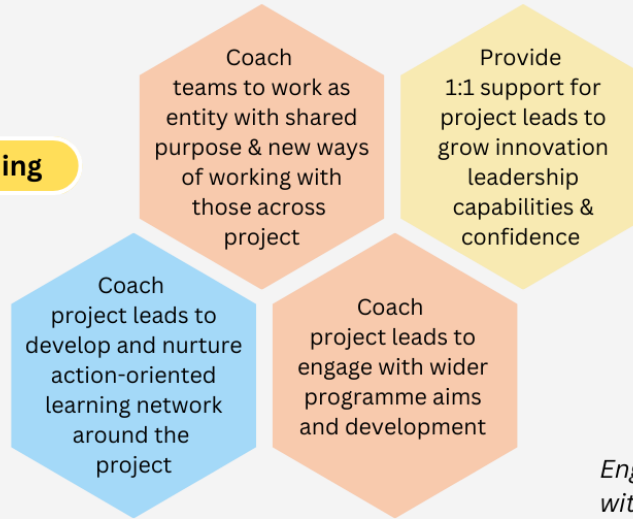 Coach
teams to work as
entity with shared
purpose & new ways
of working with
those across
project
Provide
1:1 support for
project leads to
grow innovation
leadership
capabilities &
confidence
ing
Coach
project leads to
develop and nurture
action-oriented
learning network
around the
project
Coach
project leads to
engage with wider
programme aims
and development
Eng
wit